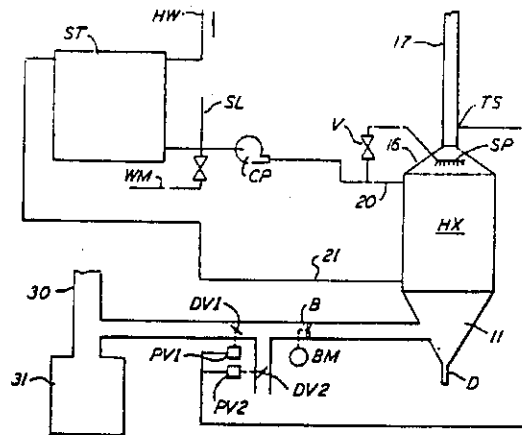 HW
ST
17
SL
TS
V
16
SP
WM
CP
20
HX
21
30
DV1
B
11
PV1
BM
31
PV2
DV2
D